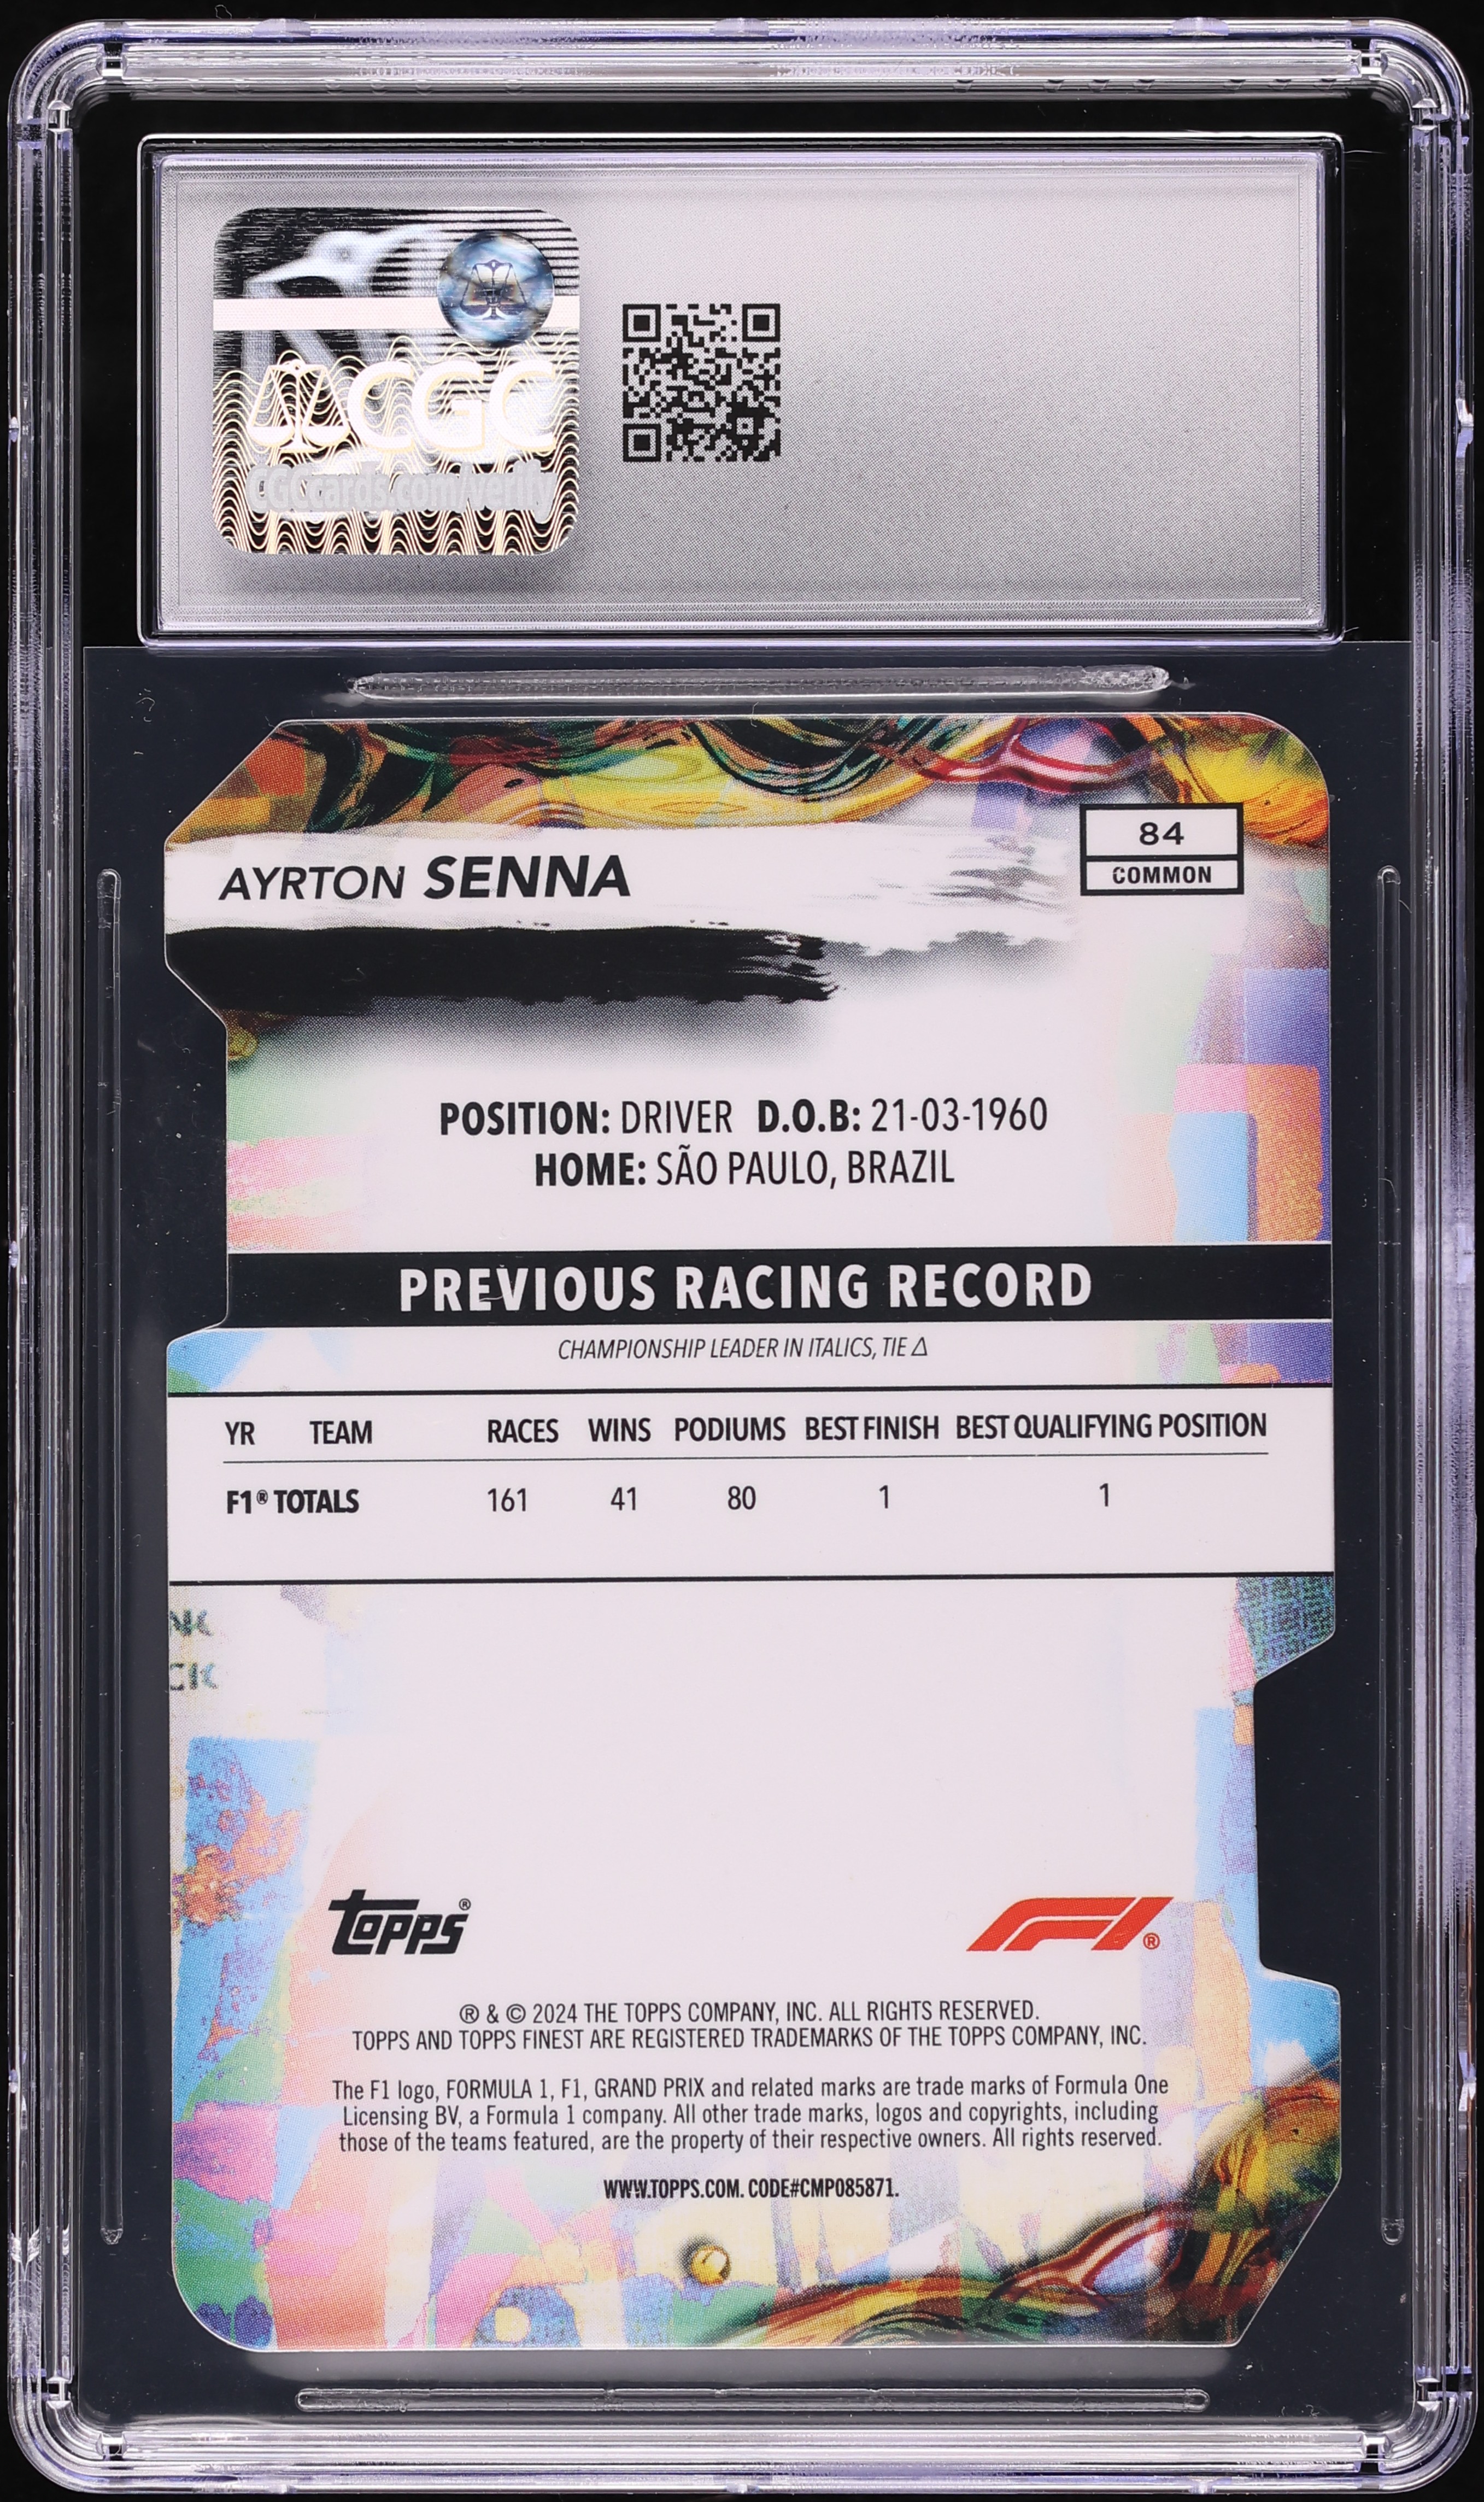 CGC
CGCcards.com/verify
AYRTON SENNA
84
COMMON
POSITION: DRIVER D.O.B: 21-03-1960
HOME: SÃO PAULO, BRAZIL
PREVIOUS RACING RECORD
CHAMPIONSHIP LEADER IN ITALICS, TIE Δ
YR TEAM RACES WINS PODIUMS BEST FINISH BEST QUALIFYING POSITION
F1® TOTALS 161 41 80 1 1
NC
CK
Topps®
F1®
® & © 2024 THE TOPPS COMPANY, INC. ALL RIGHTS RESERVED.
TOPPS AND TOPPS FINEST ARE REGISTERED TRADEMARKS OF THE TOPPS COMPANY, INC.
The F1 logo, FORMULA 1, F1, GRAND PRIX and related marks are trade marks of Formula One
Licensing BV, a Formula 1 company. All other trade marks, logos and copyrights, including
those of the teams featured, are the property of their respective owners. All rights reserved.
WWW.TOPPS.COM. CODE#CMP085871.